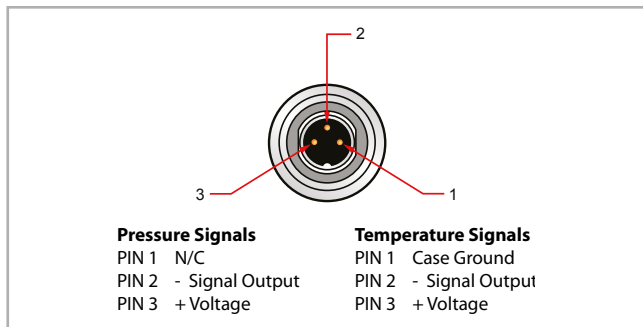 2
3
1
Pressure Signals
PIN 1 N/C
PIN 2 - Signal Output
PIN 3 + Voltage
Temperature Signals
PIN 1 Case Ground
PIN 2 - Signal Output
PIN 3 + Voltage